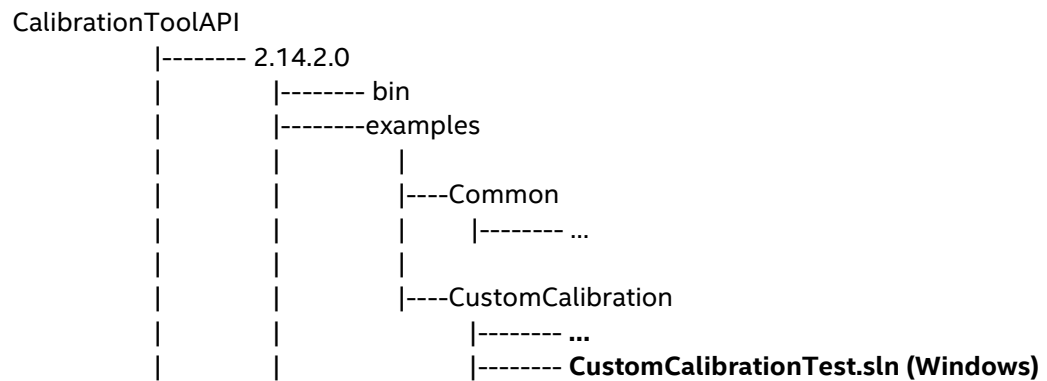 CalibrationToolAPI
|-------- 2.14.2.0
| |-------- bin
| |--------examples
| | |
| | |----Common
| | | |-------- ...
| | |
| | |----CustomCalibration
| | |-------- ...
| | |-------- CustomCalibrationTest.sln (Windows)